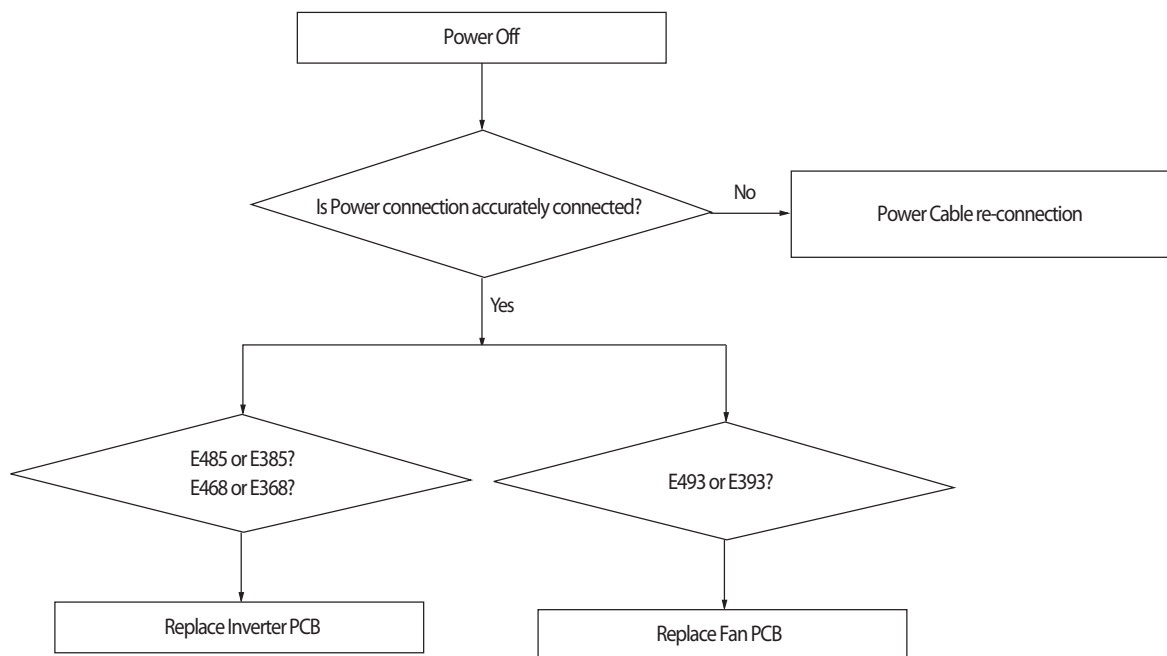 Power Off
Is Power connection accurately connected?
No
Power Cable re-connection
Yes
E485 or E385?
E468 or E368?
E493 or E393?
Replace Inverter PCB
Replace Fan PCB